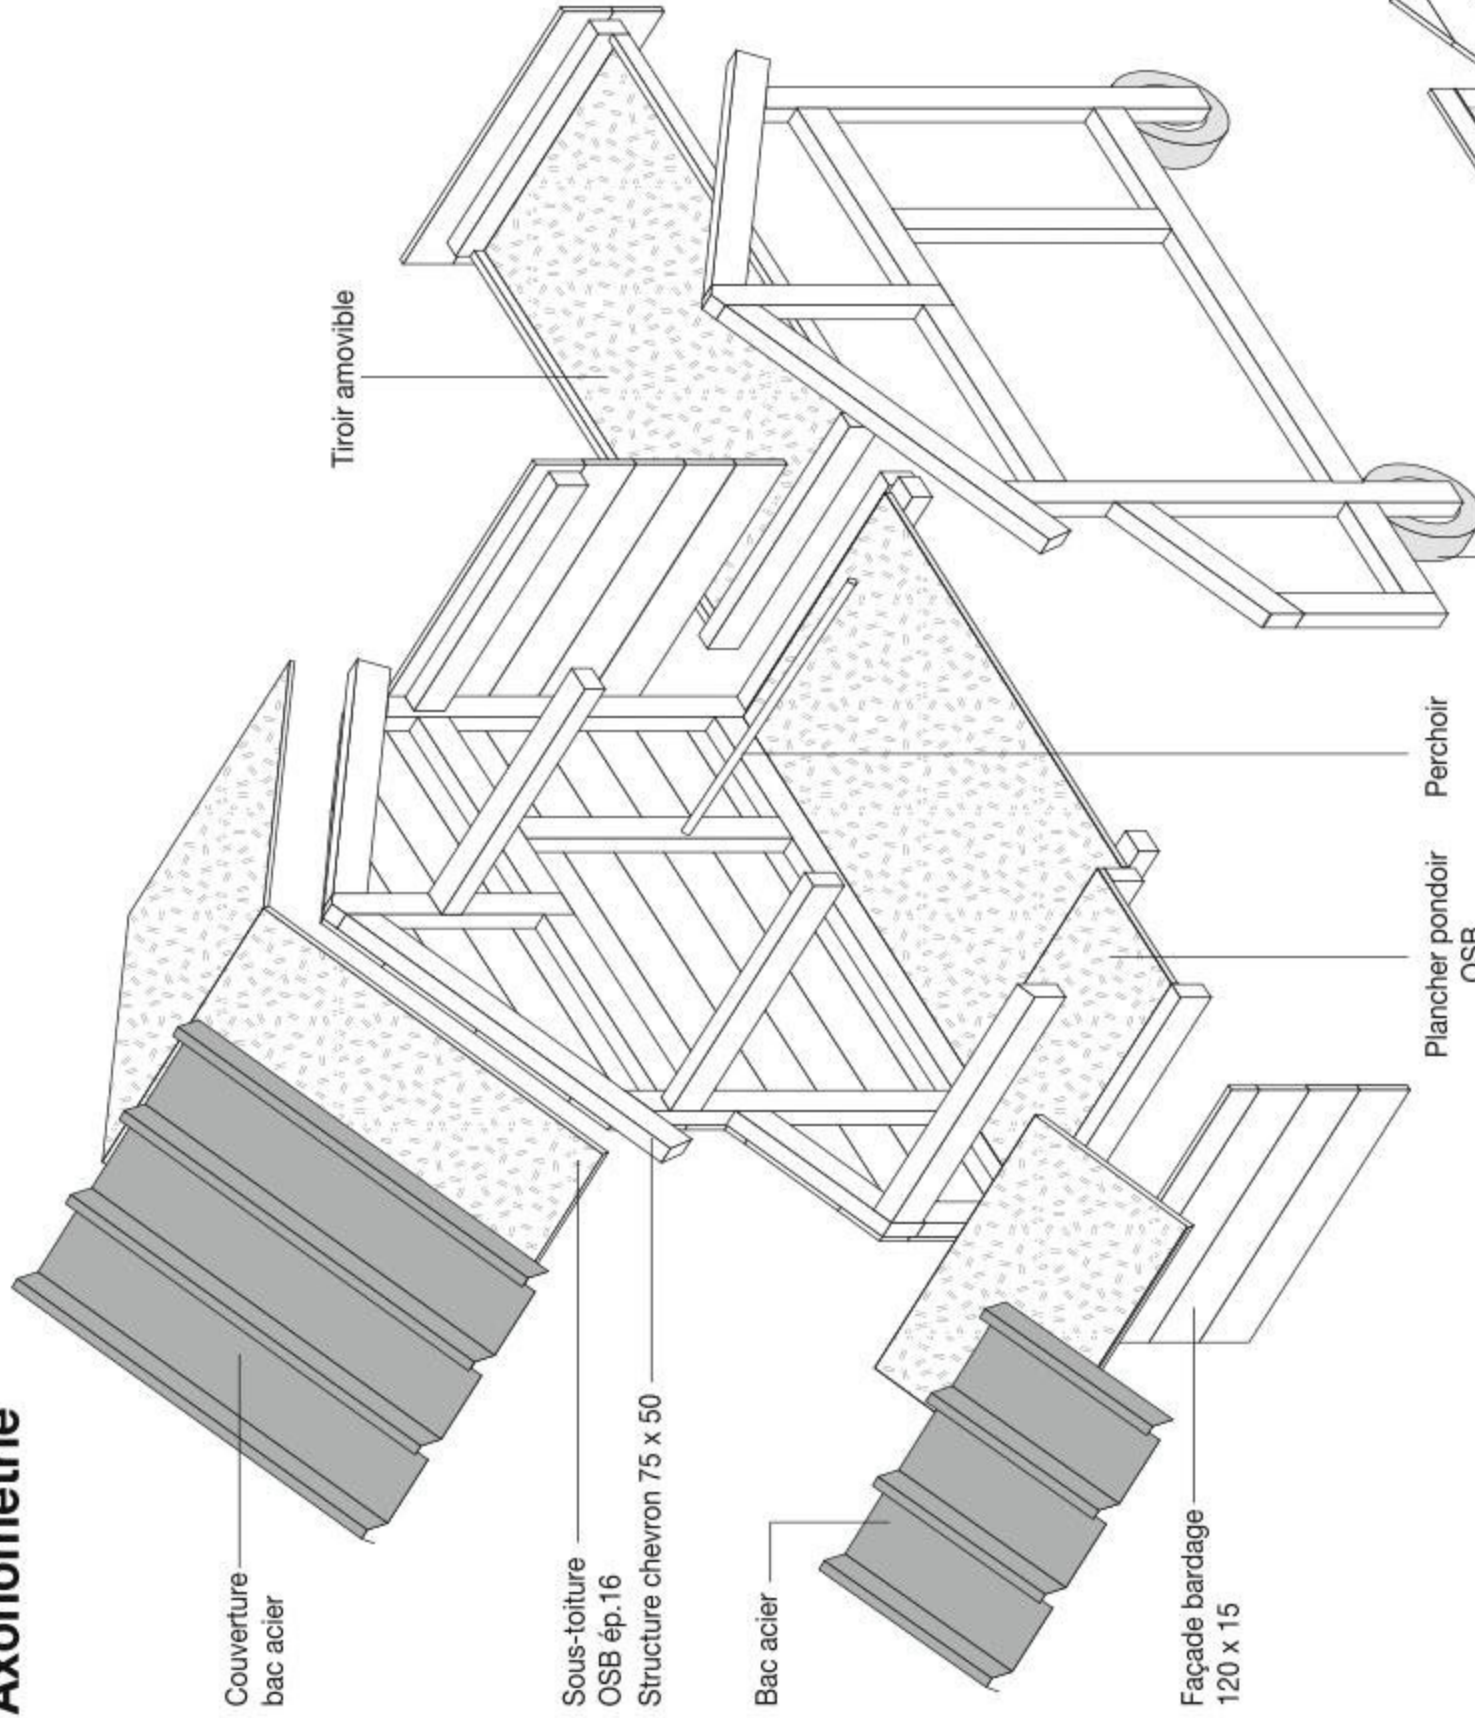 Axonométrie
Couverture
bac acier
Sous-toiture
OSB ép.16
Structure chevron 75 x 50
Bac acier
Façade bardage
120 x 15
Tiroir amovible
Perchoir
Plancher pondoir
OSB